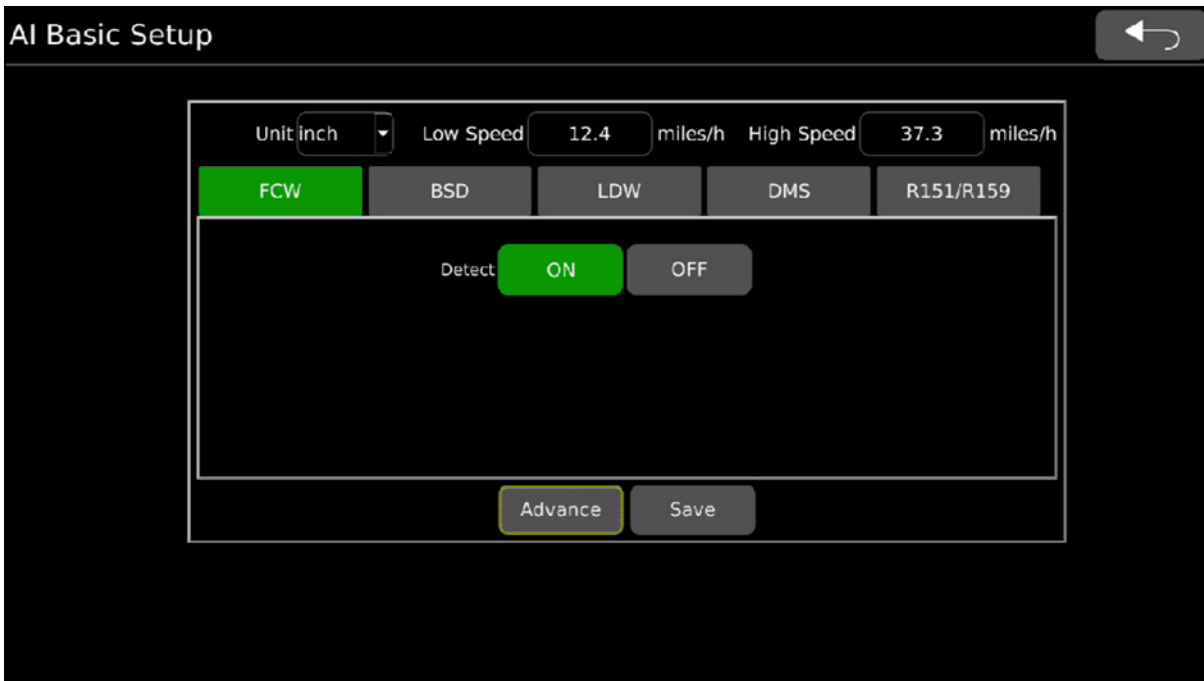 AI Basic Setup
Unit inch Low Speed 12.4 miles/h High Speed 37.3 miles/h
FCW BSD LDW DMS R151/R159
Detect ON OFF
Advance Save